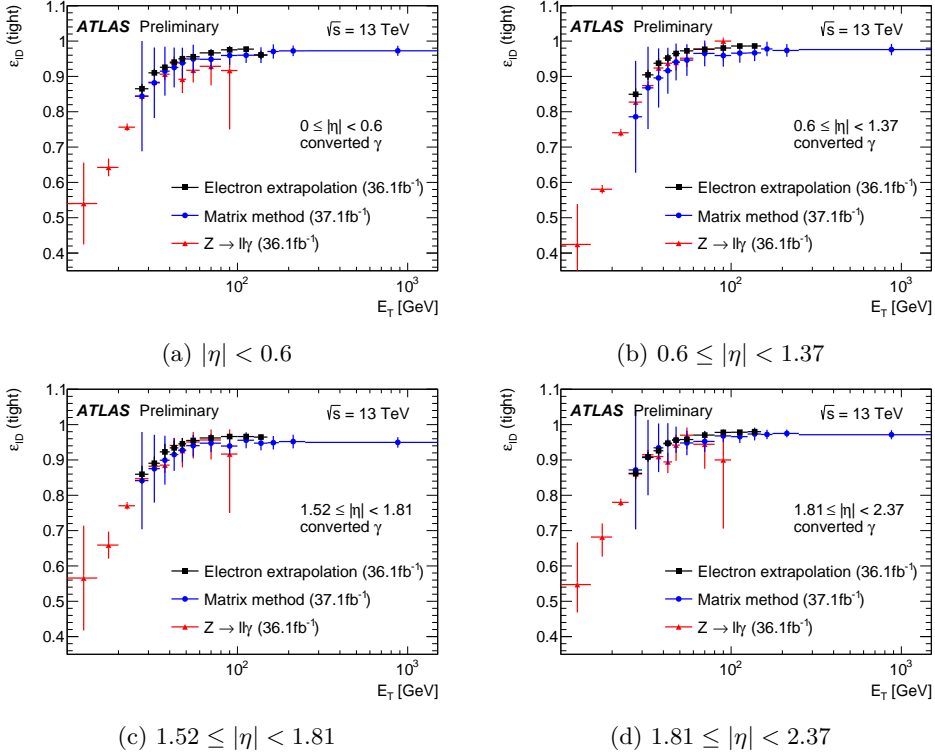 ATLAS Preliminary √s = 13 TeV
ε_ID (tight)
1.1
1
0.9
0.8
0.7
0.6
0.5
0.4
0 ≤ |η| < 0.6
converted γ
Electron extrapolation (36.1fb⁻¹)
Matrix method (37.1fb⁻¹)
Z → llγ (36.1fb⁻¹)
10² 10³
E_T [GeV]
(a) |η| < 0.6
ATLAS Preliminary √s = 13 TeV
ε_ID (tight)
1.1
1
0.9
0.8
0.7
0.6
0.5
0.4
0.6 ≤ |η| < 1.37
converted γ
Electron extrapolation (36.1fb⁻¹)
Matrix method (37.1fb⁻¹)
Z → llγ (36.1fb⁻¹)
10² 10³
E_T [GeV]
(b) 0.6 ≤ |η| < 1.37
ATLAS Preliminary √s = 13 TeV
ε_ID (tight)
1.1
1
0.9
0.8
0.7
0.6
0.5
0.4
1.52 ≤ |η| < 1.81
converted γ
Electron extrapolation (36.1fb⁻¹)
Matrix method (37.1fb⁻¹)
Z → llγ (36.1fb⁻¹)
10² 10³
E_T [GeV]
(c) 1.52 ≤ |η| < 1.81
ATLAS Preliminary √s = 13 TeV
ε_ID (tight)
1.1
1
0.9
0.8
0.7
0.6
0.5
0.4
1.81 ≤ |η| < 2.37
converted γ
Electron extrapolation (36.1fb⁻¹)
Matrix method (37.1fb⁻¹)
Z → llγ (36.1fb⁻¹)
10² 10³
E_T [GeV]
(d) 1.81 ≤ |η| < 2.37